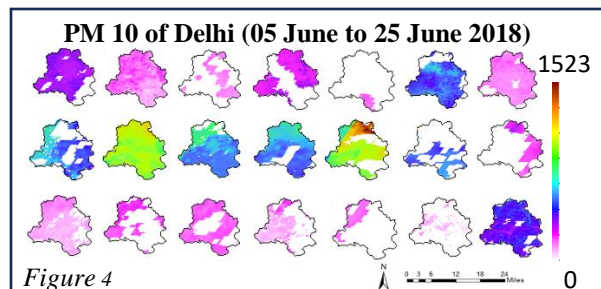 PM 10 of Delhi (05 June to 25 June 2018)
1523
0
Figure 4
N
0 3 6 12 18 24
Miles